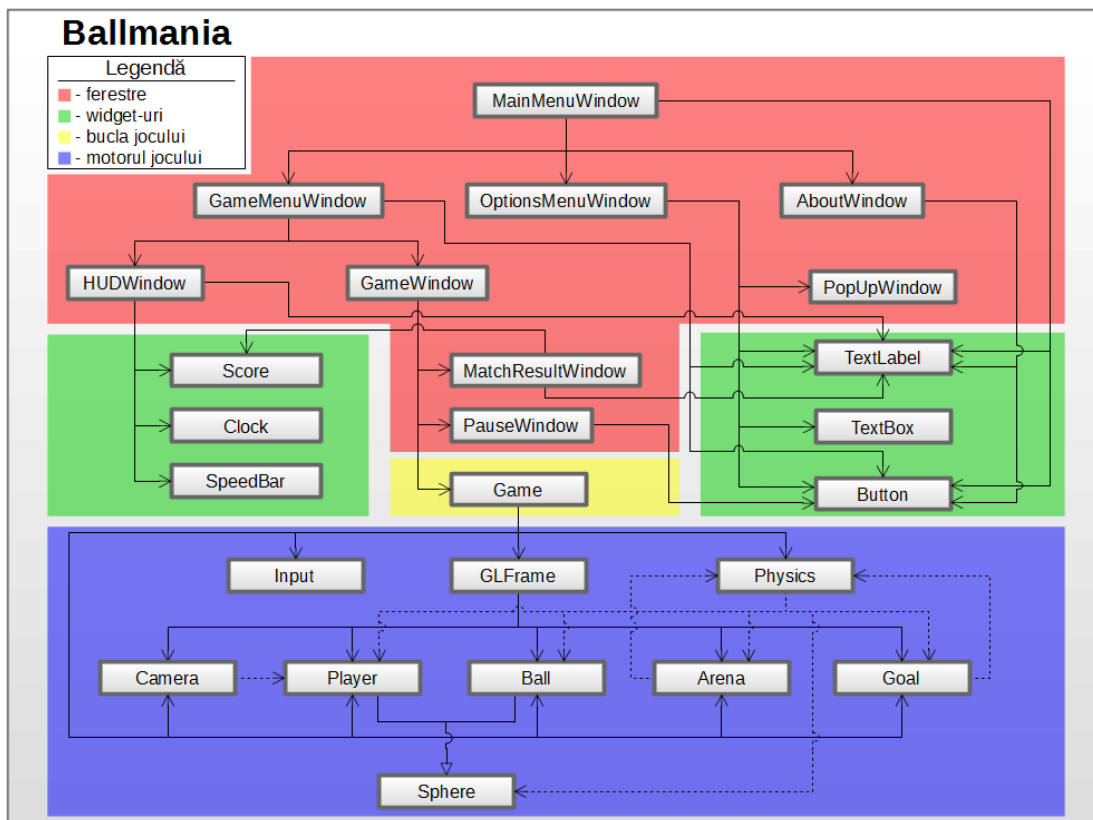 Ballmania
Legendă
- ferestre
- widget-uri
- bucla jocului
- motorul jocului
MainMenuWindow
GameMenuWindow
OptionsMenuWindow
AboutWindow
HUDWindow
GameWindow
PopUpWindow
Score
MatchResultWindow
TextLabel
Clock
PauseWindow
TextBox
SpeedBar
Game
Button
Input
GLFrame
Physics
Camera
Player
Ball
Arena
Goal
Sphere